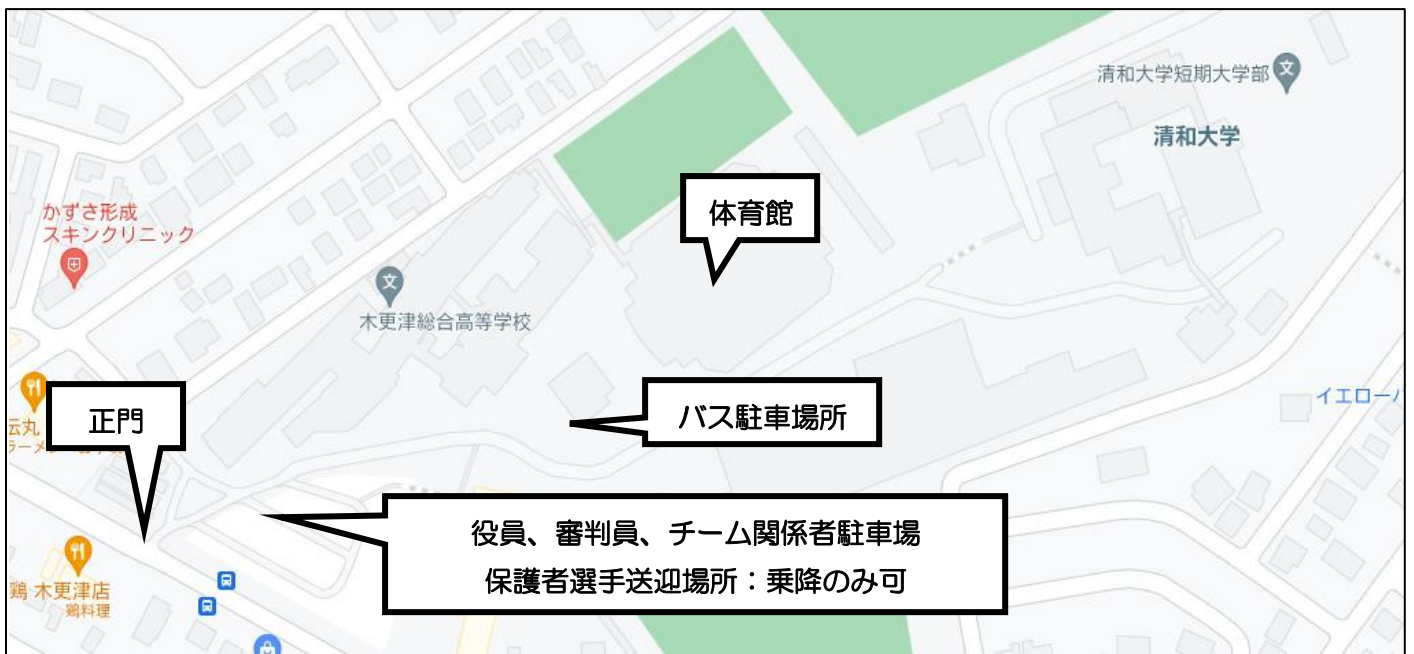 清和大学短期大学部
清和大学
体育館
かずさ形成
スキンクリニック
木更津総合高等学校
イエロー
正門
バス駐車場所
役員、審判員、チーム関係者駐車場
保護者選手送迎場所：乗降のみ可
鶏 木更津店
鶏料理